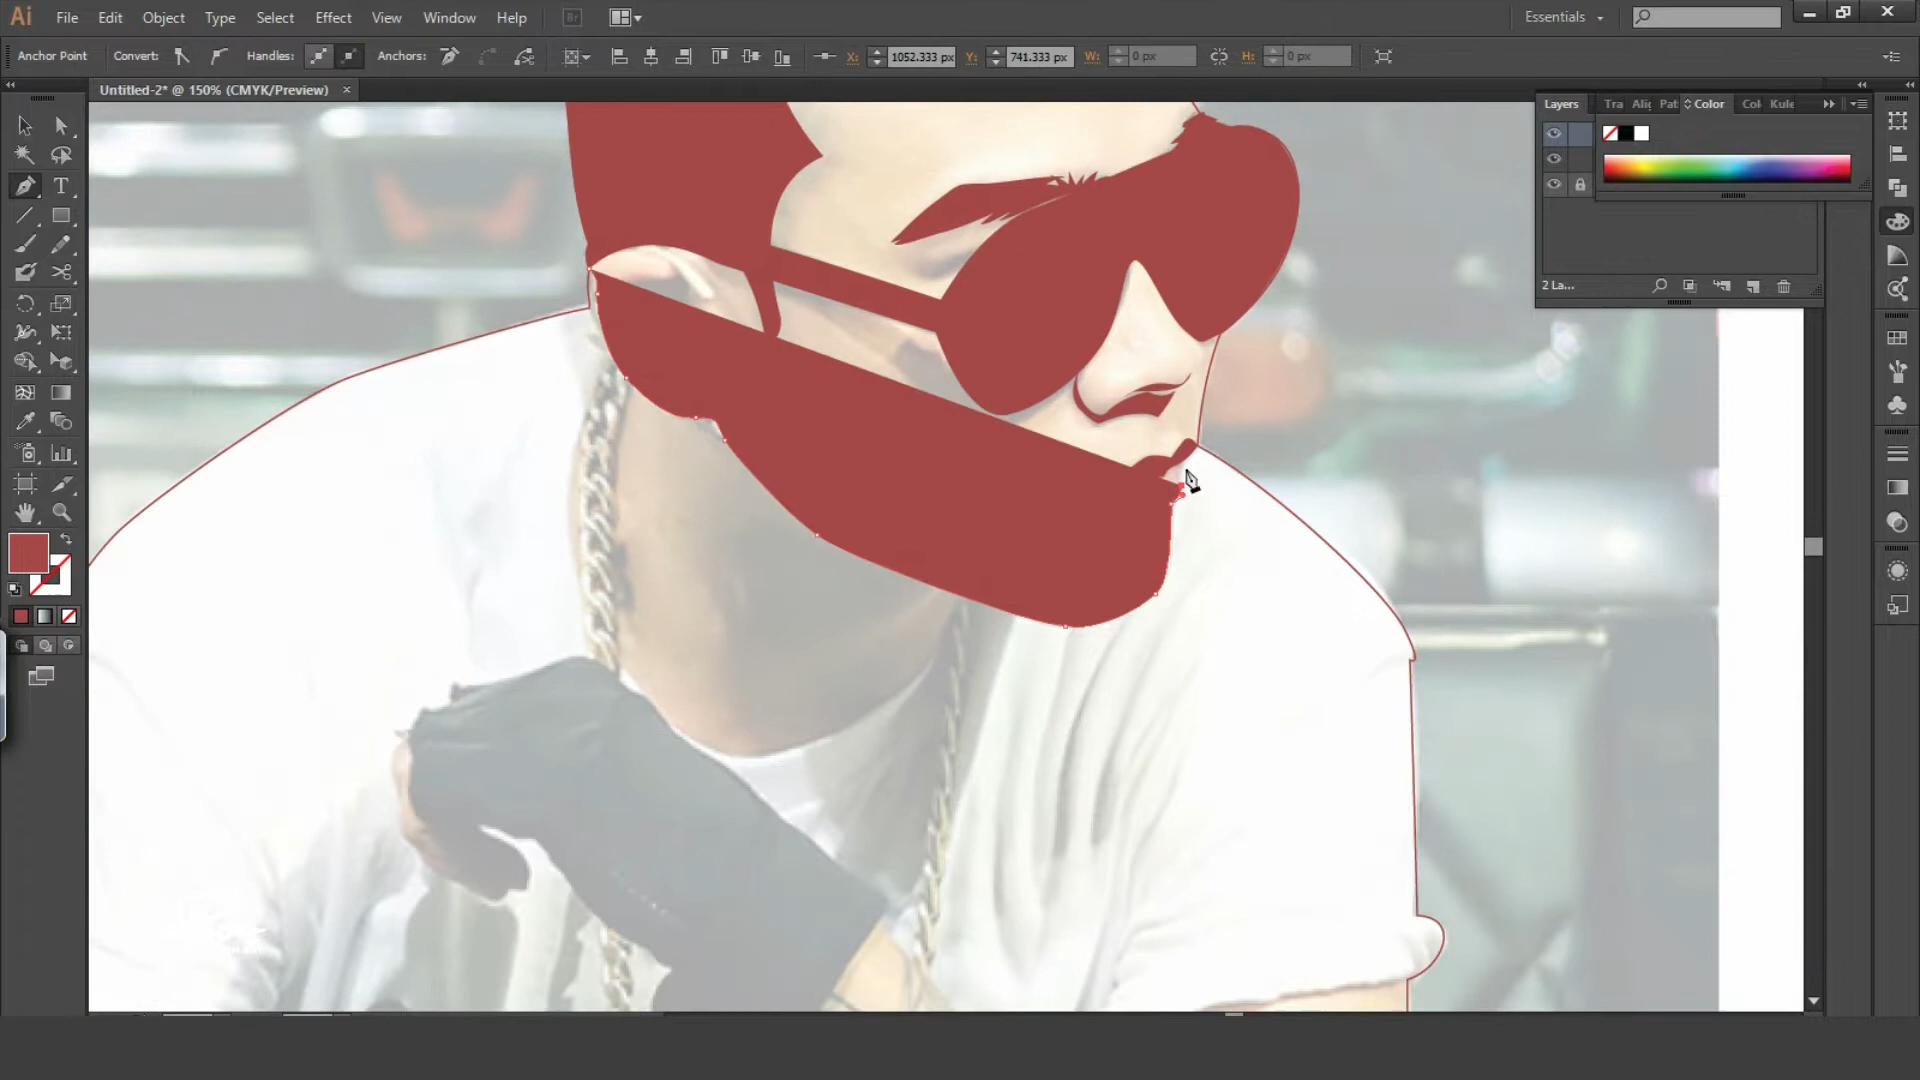 Ai File Edit Object Type Select Effect View Window Help Br Essentials
Anchor Point Convert: Handles: Anchors: X: 1052.333 px Y: 741.333 px W: 0 px H: 0 px
Untitled-2* @ 150% (CMYK/Preview) ×
Layers Tra Ali Pat Color Col Kule
T
2 La...